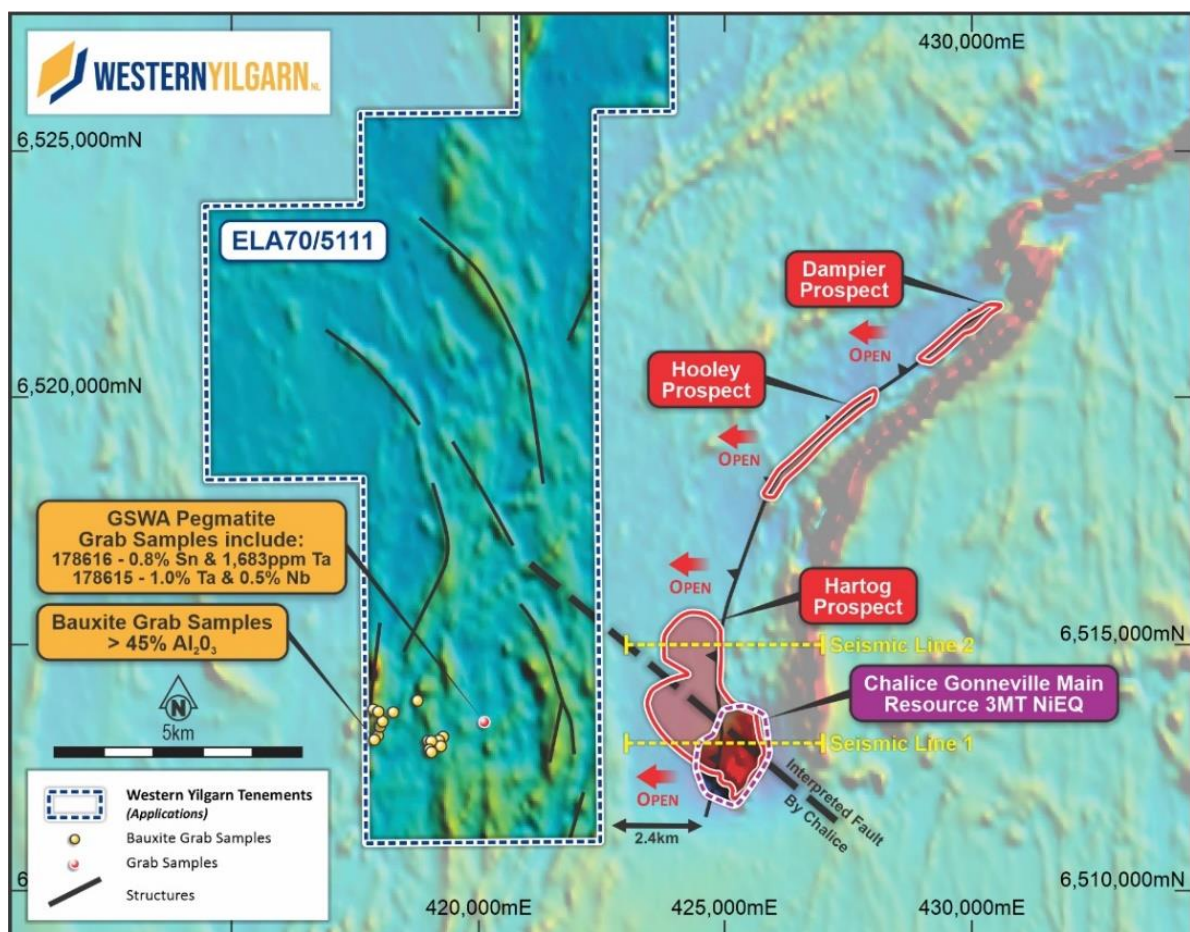 WESTERNYILGARN NL
430,000mE
6,525,000mN
ELA70/5111
Dampier
Prospect
OPEN
Hooley
Prospect
6,520,000mN
OPEN
GSWA Pegmatite
Grab Samples include:
178616 - 0.8% Sn & 1,683ppm Ta
178615 - 1.0% Ta & 0.5% Nb
OPEN
Hartog
Prospect
Bauxite Grab Samples
> 45% Al₂0₃
6,515,000mN
Seismic Line 2
Chalice Gonneville Main
Resource 3MT NiEQ
N
5km
Seismic Line 1
OPEN
Interpreted Fault
By Chalice
2.4km
Western Yilgarn Tenements
(Applications)
Bauxite Grab Samples
Grab Samples
Structures
6,510,000mN
420,000mE
425,000mE
430,000mE